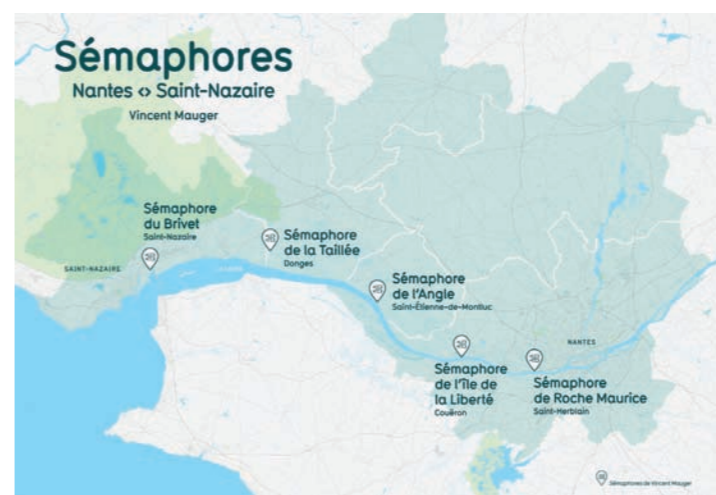 Sémaphores
Nantes <> Saint-Nazaire
Vincent Mauger
Sémaphore
du Brivet
Saint-Nazaire
SAINT-NAZAIRE
Sémaphore
de la Taillée
Donges
Sémaphore
de l'Angle
Saint-Étienne-de-Montluc
NANTES
Sémaphore
de l'île de
la Liberté
Couëron
Sémaphore
de Roche Maurice
Saint-Herblain
Sémaphores de Vincent Mauger